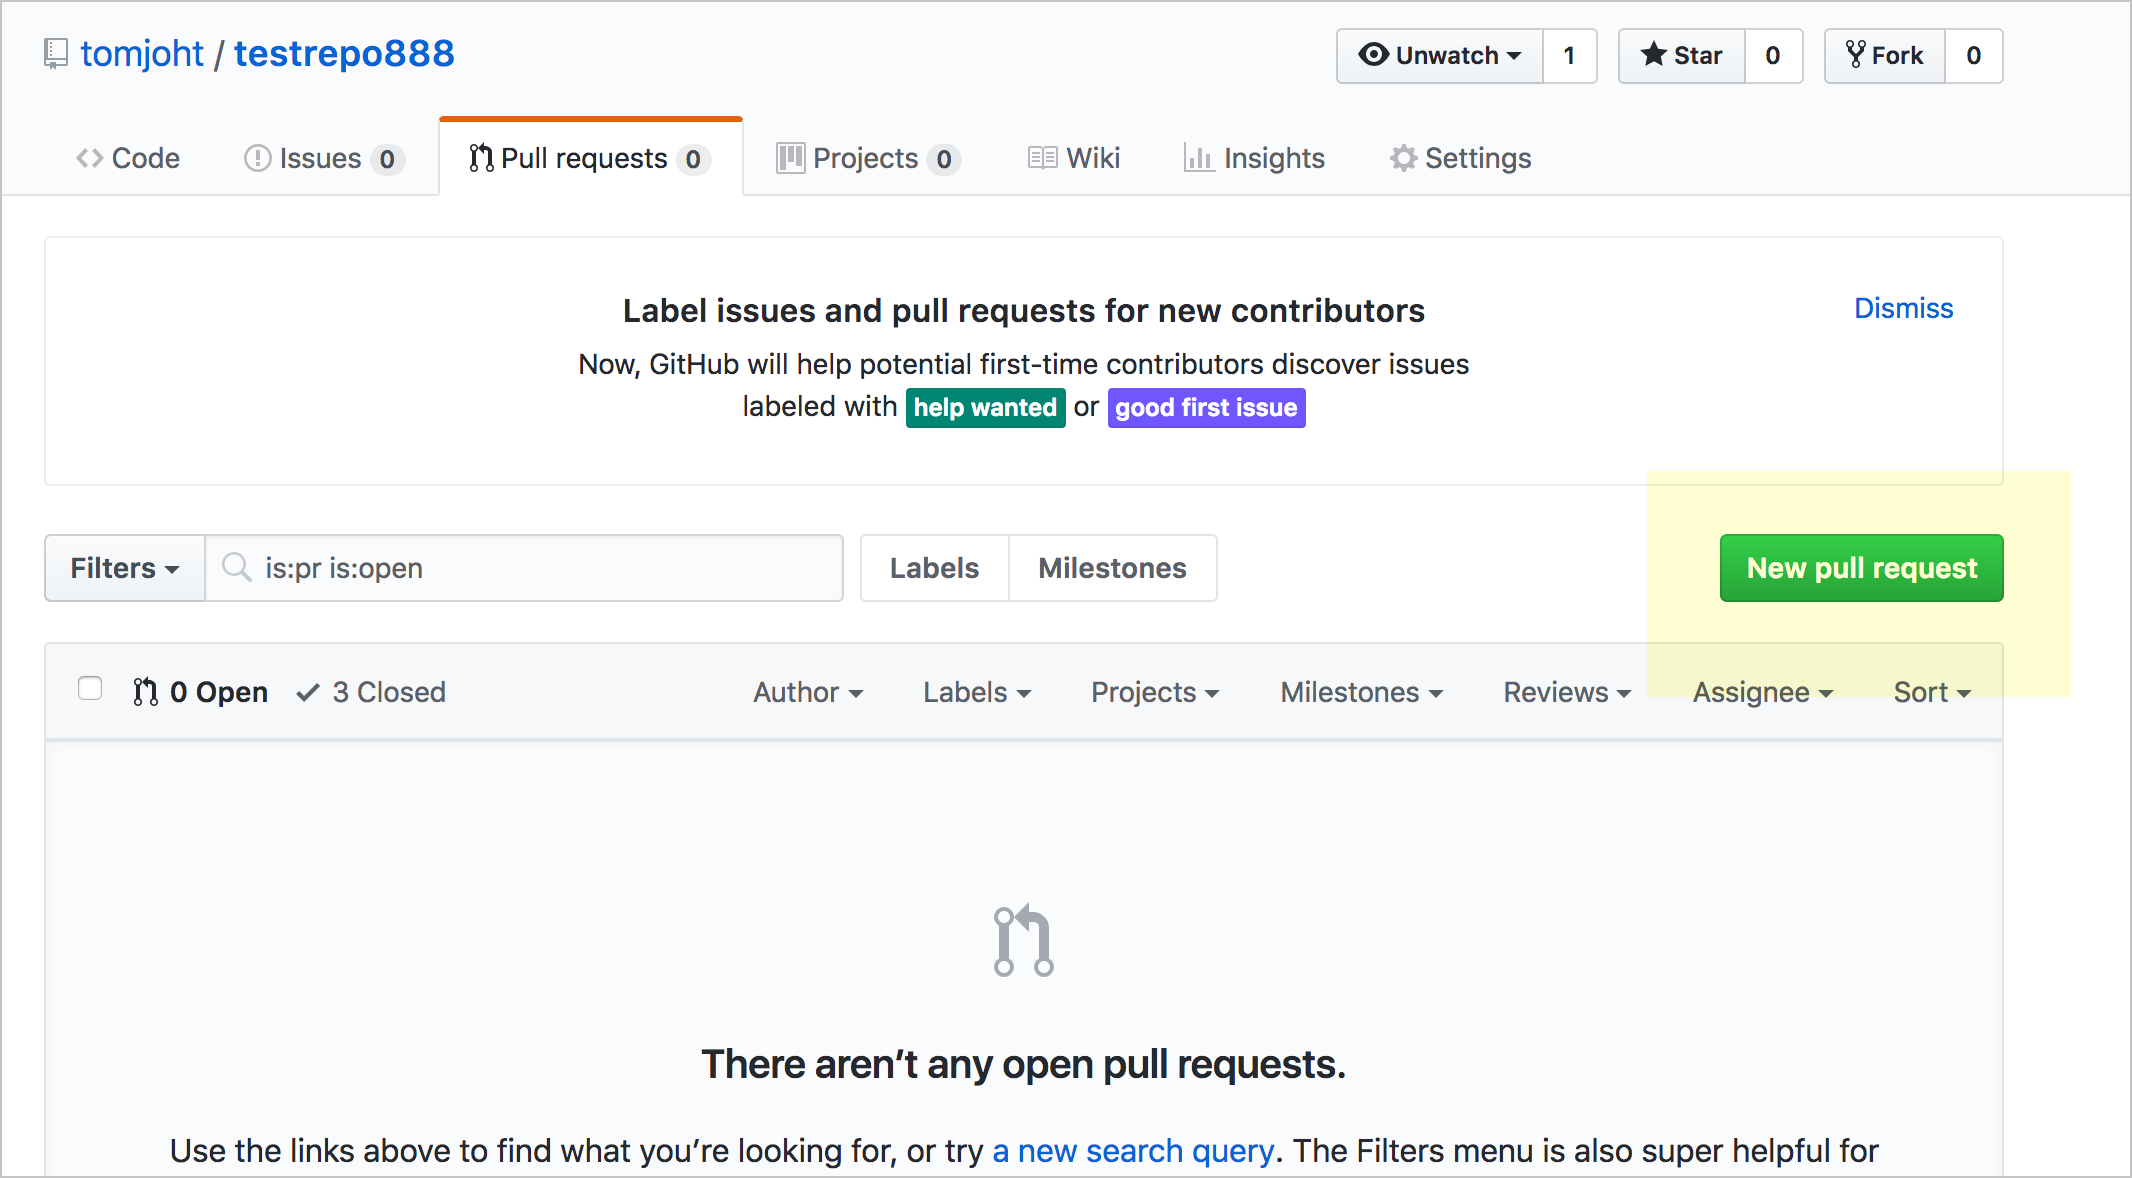 tomjoht / testrepo888
Unwatch 1 Star 0 Fork 0
Code Issues 0 Pull requests 0 Projects 0 Wiki Insights Settings
Label issues and pull requests for new contributors
Dismiss
Now, GitHub will help potential first-time contributors discover issues
labeled with help wanted or good first issue
Filters is:pr is:open Labels Milestones New pull request
0 Open 3 Closed Author Labels Projects Milestones Reviews Assignee Sort
There aren’t any open pull requests.
Use the links above to find what you’re looking for, or try a new search query. The Filters menu is also super helpful for